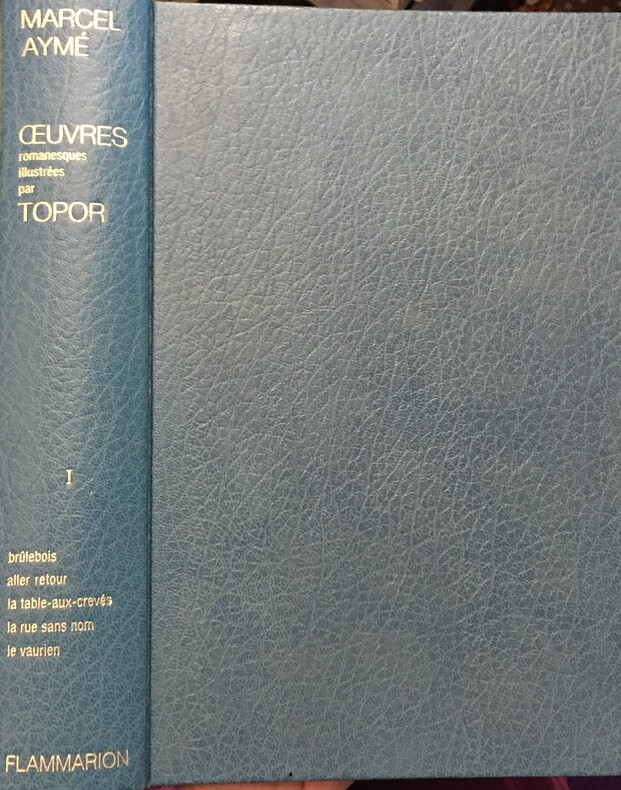 MARCEL
AYMÉ
ŒUVRES
romanesques
illustrées
par
TOPOR
I
brûlebois
aller retour
la table-aux-crevés
la rue sans nom
le vaurien
FLAMMARION